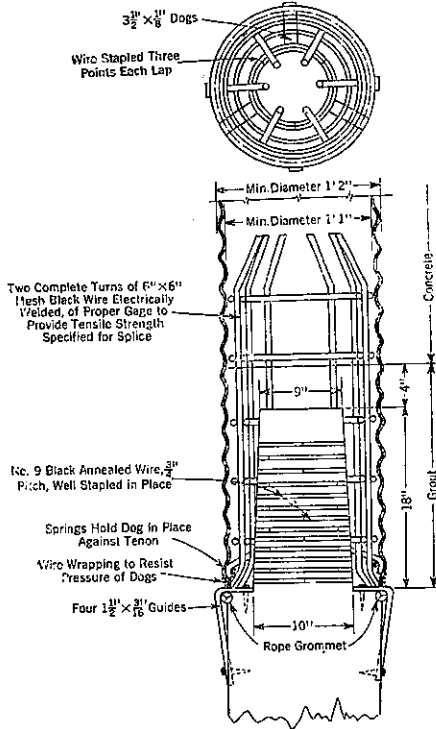 3 1/2" × 1/8" Dogs
Wire Stapled Three
Points Each Lap
Min. Diameter 1' 2"
Min. Diameter 1' 1"
Two Complete Turns of 6" × 6"
Mesh Black Wire Electrically
Welded, of Proper Gage to
Provide Tensile Strength
Specified for Splice
Concrete
9"
4"
No. 9 Black Annealed Wire, 3/4"
Pitch, Well Stapled in Place
18"
Grout
Springs Hold Dog in Place
Against Tenon
Wire Wrapping to Resist
Pressure of Dogs
Four 1 1/2" × 3/16" Guides
10"
Rope Grommet